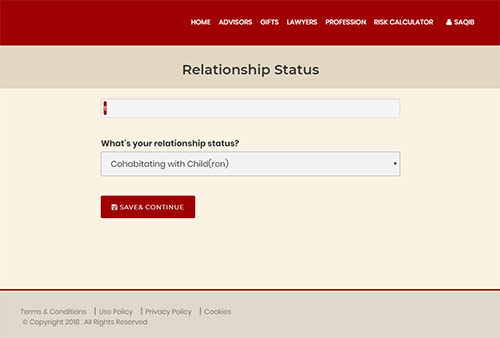 HOME ADVISORS GIFTS LAWYERS PROFESSION RISK CALCULATOR SAQIB
Relationship Status
What's your relationship status?
Cohabitating with Child(ren)
SAVE& CONTINUE
Terms & Conditions | Use Policy | Privacy Policy | Cookies
© Copyright 2018 . All Rights Reserved